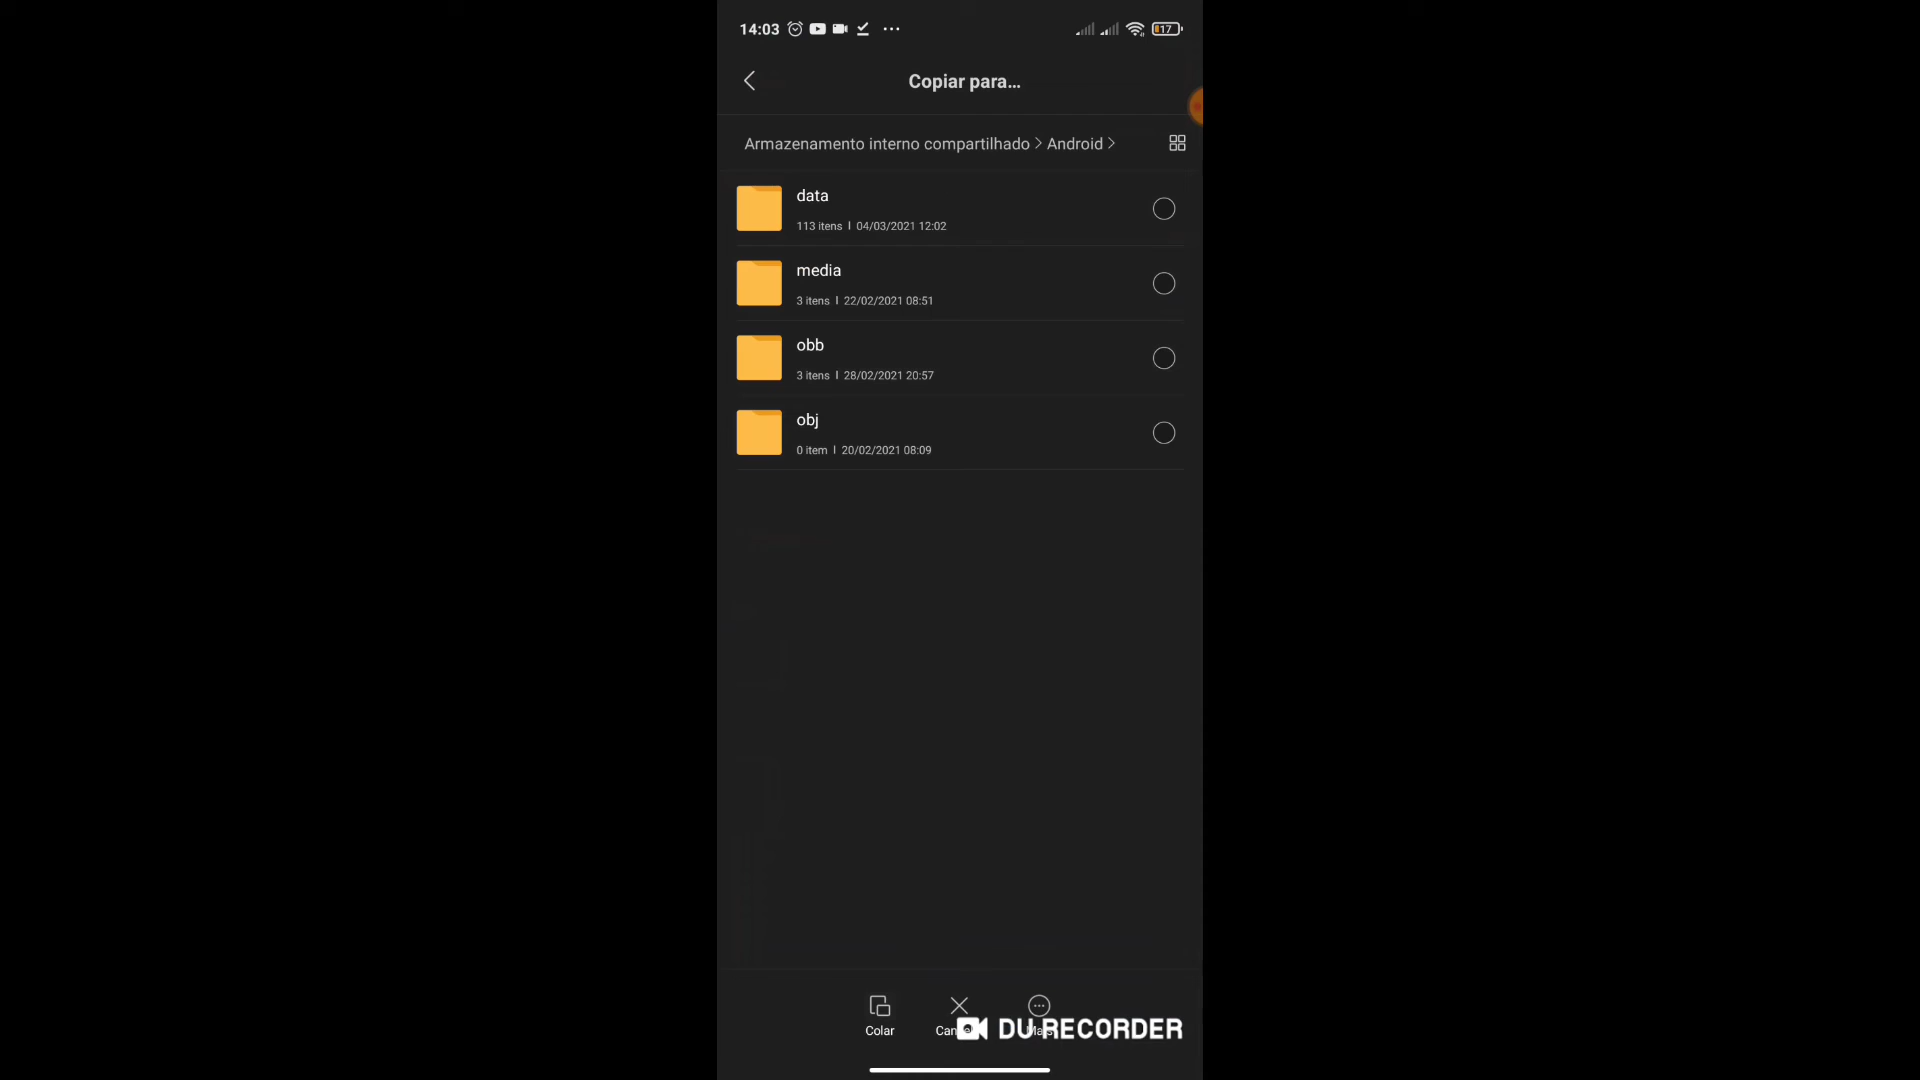 14:03 17
Copiar para...
Armazenamento interno compartilhado > Android >
data
113 itens | 04/03/2021 12:02
media
3 itens | 22/02/2021 08:51
obb
3 itens | 28/02/2021 20:57
obj
0 item | 20/02/2021 08:09
Colar
DU RECORDER